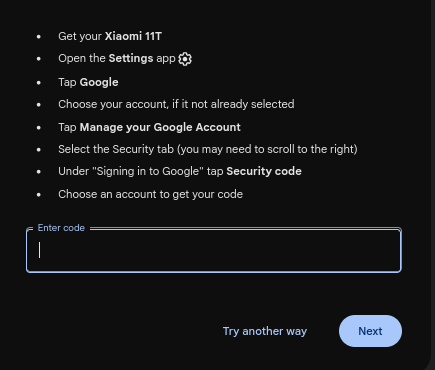 Get your Xiaomi 11T
Open the Settings app
Tap Google
Choose your account, if it not already selected
Tap Manage your Google Account
Select the Security tab (you may need to scroll to the right)
Under "Signing in to Google" tap Security code
Choose an account to get your code
Enter code
Try another way
Next